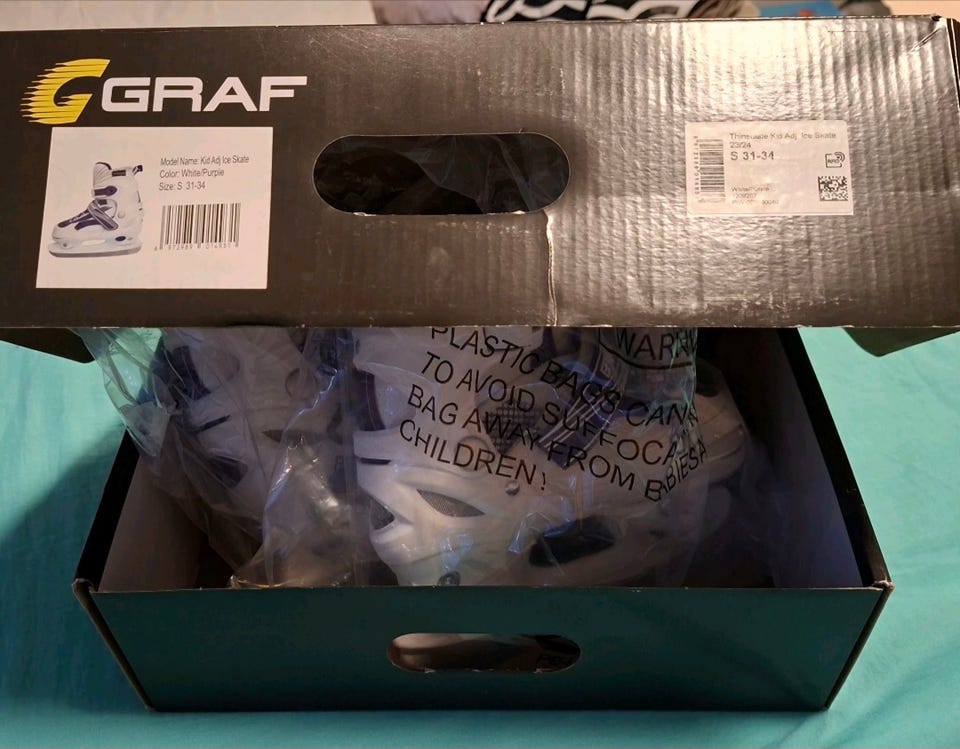 GRAF
Model Name: Kid Adj Ice Skate
Color: White/Purple
Size: S 31-34
Thinsulate Kid Adj. Ice Skate
23/24
S 31-34
White/Purple
WARN
PLASTIC BAGS CAN
TO AVOID SUFFOCA
BAG AWAY FROM BABIES A
CHILDREN!